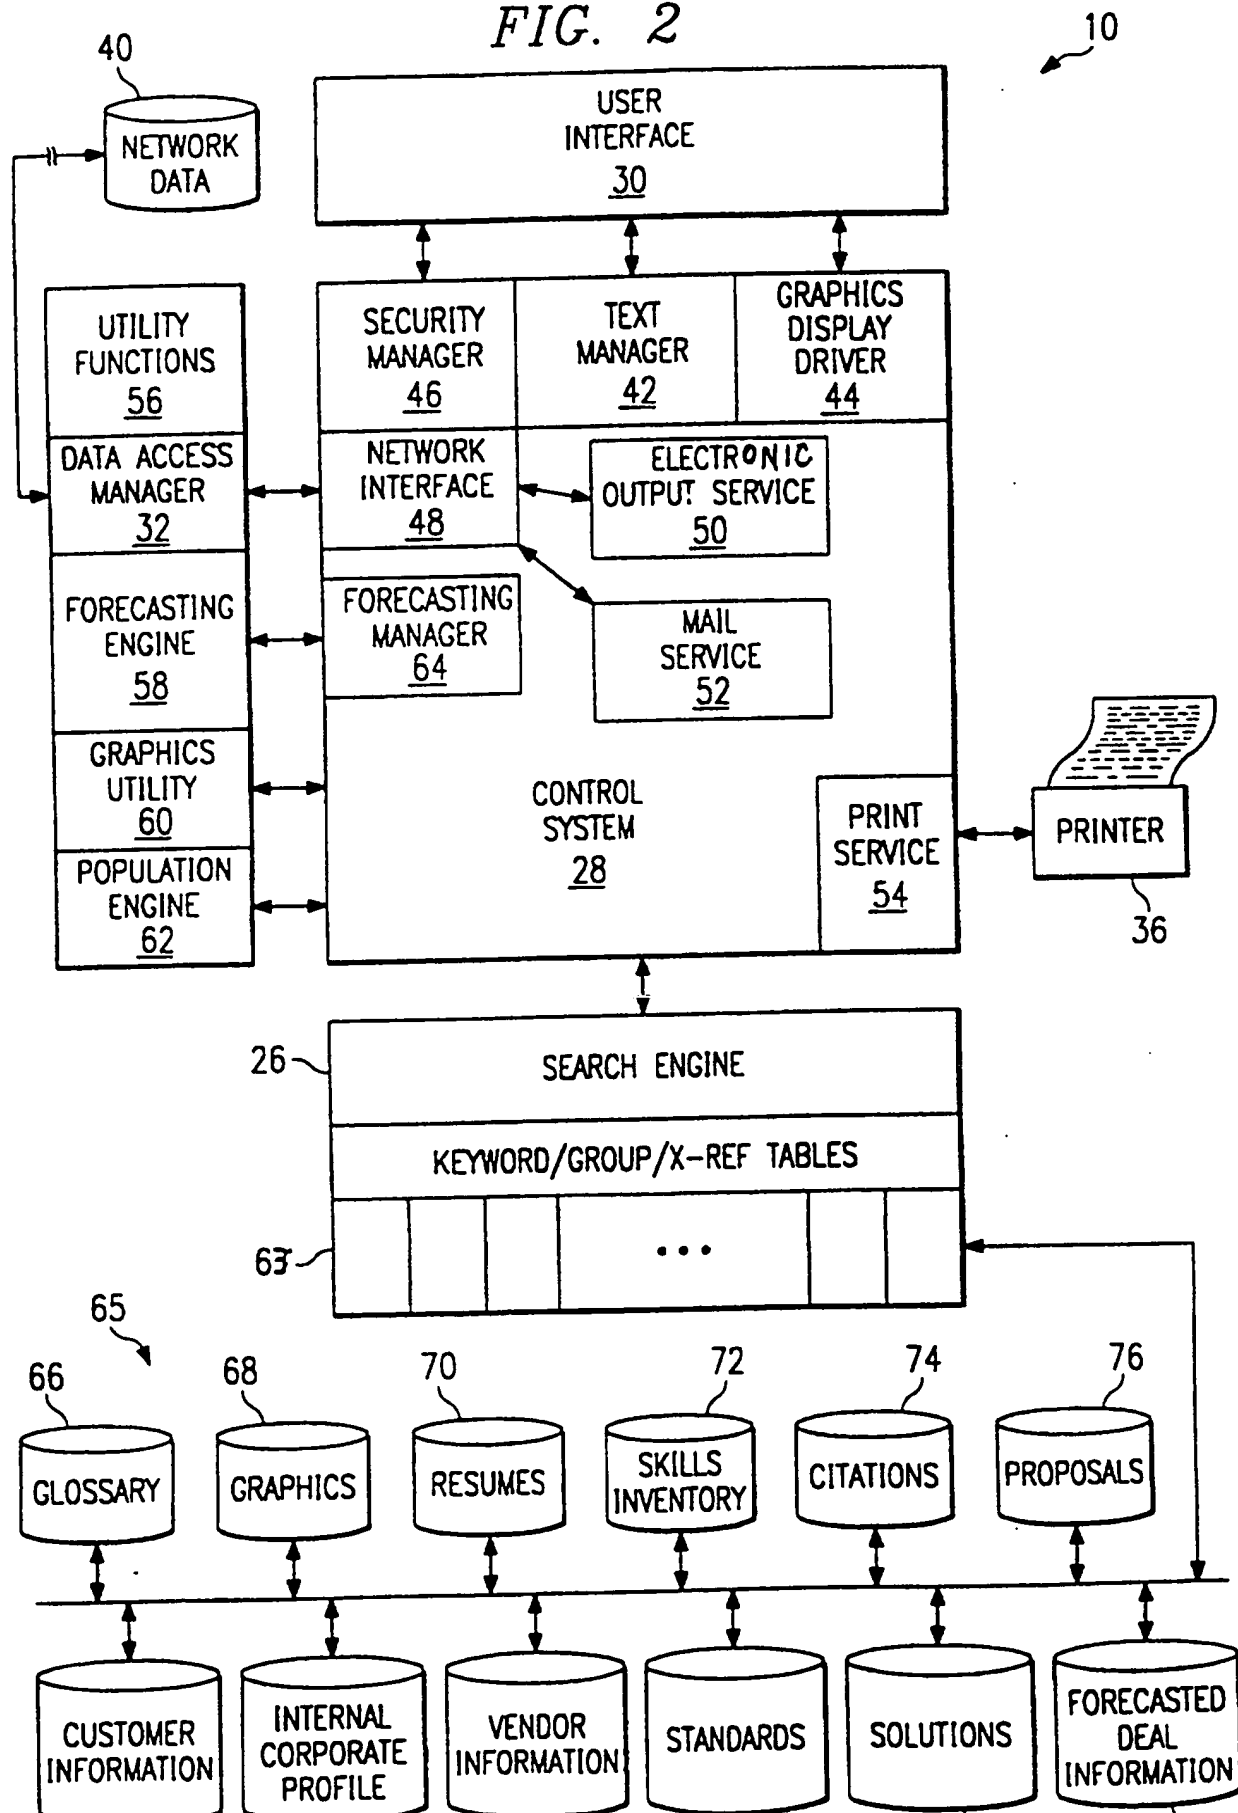 FIG. 2
10
40
NETWORK
DATA
USER
INTERFACE
30
UTILITY
FUNCTIONS
56
DATA ACCESS
MANAGER
32
FORECASTING
ENGINE
58
GRAPHICS
UTILITY
60
POPULATION
ENGINE
62
SECURITY
MANAGER
46
TEXT
MANAGER
42
GRAPHICS
DISPLAY
DRIVER
44
NETWORK
INTERFACE
48
ELECTRONIC
OUTPUT SERVICE
50
FORECASTING
MANAGER
64
MAIL
SERVICE
52
CONTROL
SYSTEM
28
PRINT
SERVICE
54
PRINTER
36
26
SEARCH ENGINE
KEYWORD/GROUP/X-REF TABLES
63
•••
65
66
GLOSSARY
68
GRAPHICS
70
RESUMES
72
SKILLS
INVENTORY
74
CITATIONS
76
PROPOSALS
CUSTOMER
INFORMATION
INTERNAL
CORPORATE
PROFILE
VENDOR
INFORMATION
STANDARDS
SOLUTIONS
FORECASTED
DEAL
INFORMATION